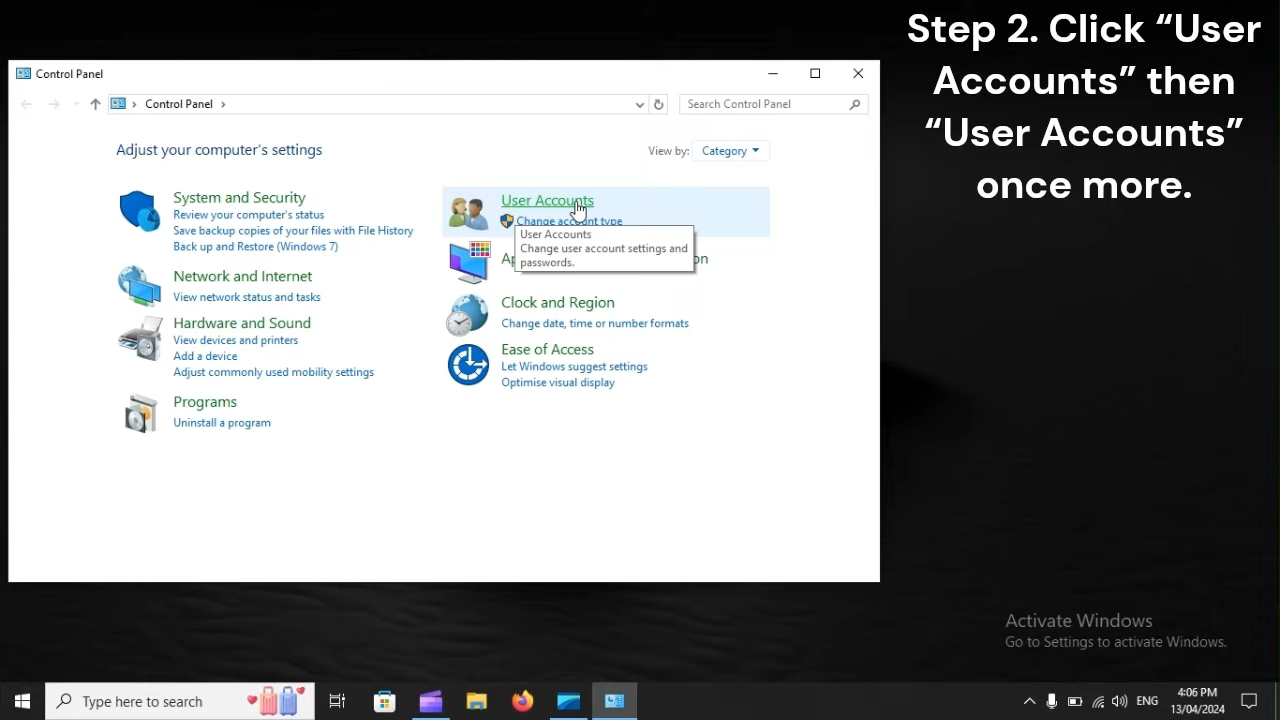 Step 2. Click “User
Accounts” then
“User Accounts”
once more.
Control Panel
Control Panel
Search Control Panel
Adjust your computer's settings
View by: Category
System and Security
Review your computer's status
Save backup copies of your files with File History
Back up and Restore (Windows 7)
Network and Internet
View network status and tasks
Hardware and Sound
View devices and printers
Add a device
Adjust commonly used mobility settings
Programs
Uninstall a program
User Accounts
Change account type
User Accounts
Change user account settings and
passwords.
Clock and Region
Change date, time or number formats
Ease of Access
Let Windows suggest settings
Optimise visual display
Activate Windows
Go to Settings to activate Windows.
Type here to search
ENG
4:06 PM
13/04/2024